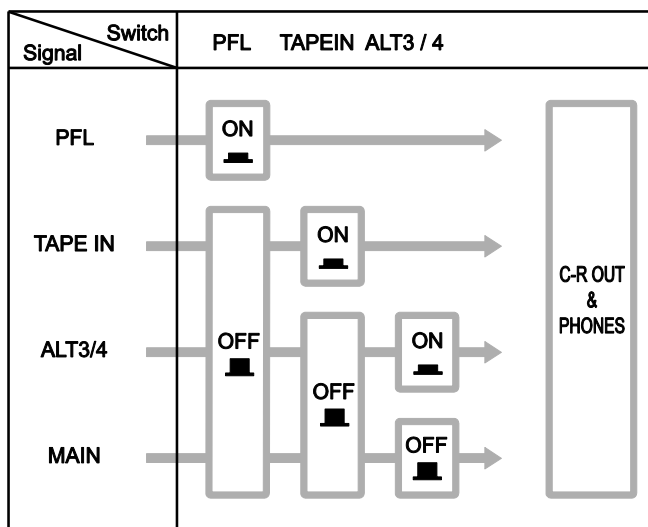 Switch
Signal
PFL TAPEIN ALT3 / 4
PFL
ON
TAPE IN
ON
ALT3/4
OFF
OFF
ON
MAIN
OFF
C-R OUT
&
PHONES